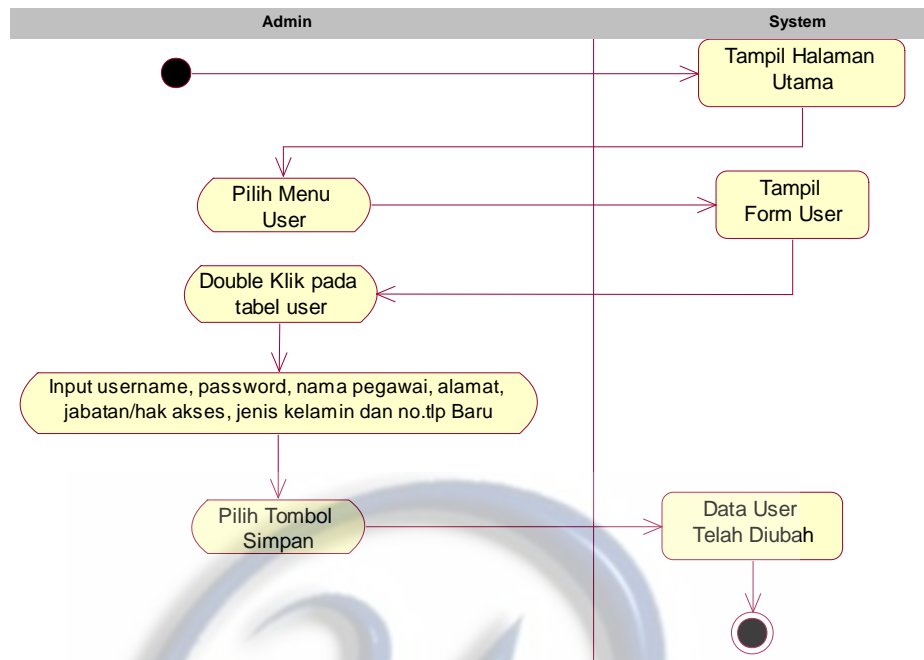 Admin
System
Tampil Halaman
Utama
Pilih Menu
User
Tampil
Form User
Double Klik pada
tabel user
Input username, password, nama pegawai, alamat,
jabatan/hak akses, jenis kelamin dan no.tlp Baru
Pilih Tombol
Simpan
Data User
Telah Diubah